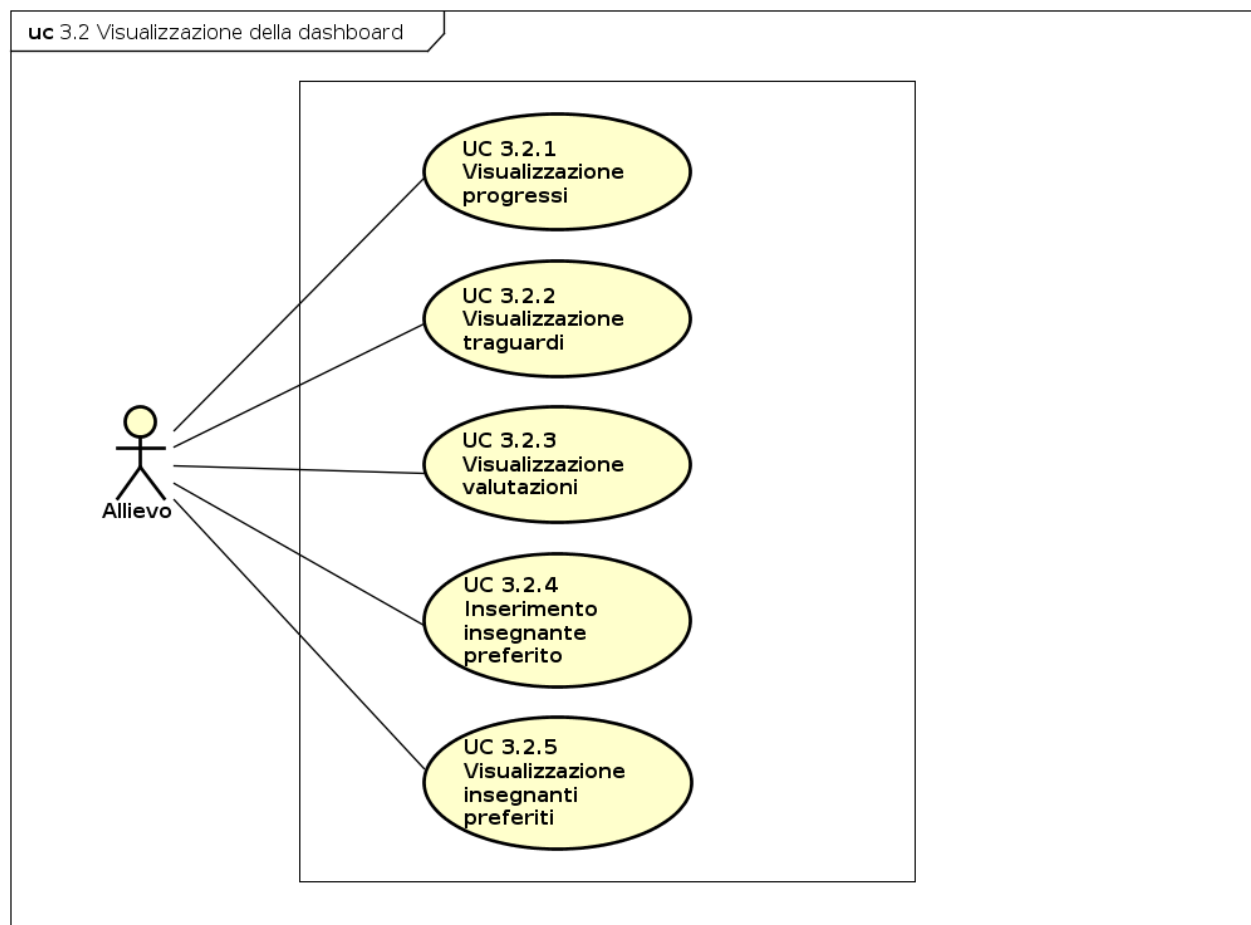 uc 3.2 Visualizzazione della dashboard
UC 3.2.1
Visualizzazione
progressi
UC 3.2.2
Visualizzazione
traguardi
UC 3.2.3
Visualizzazione
valutazioni
Allievo
UC 3.2.4
Inserimento
insegnante
preferito
UC 3.2.5
Visualizzazione
insegnanti
preferiti